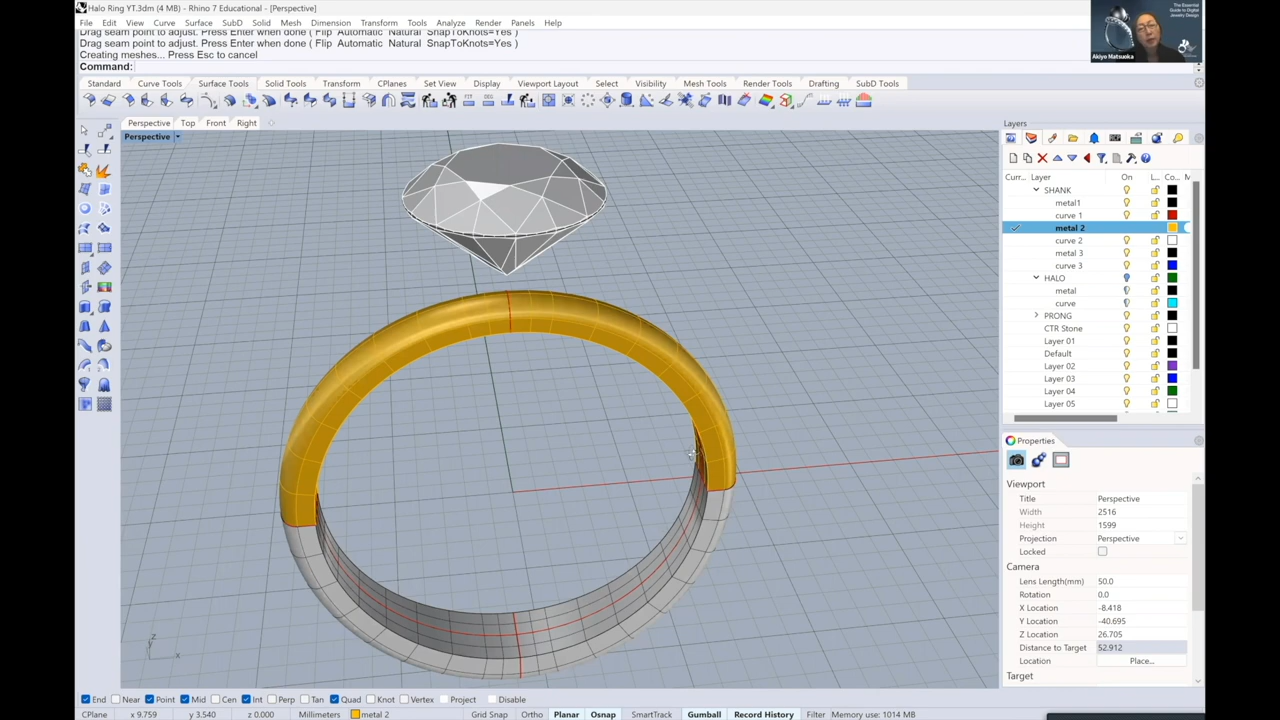 Halo Ring YT.3dm (4 MB) - Rhino 7 Educational - [Perspective]
File Edit View Curve Surface SubD Solid Mesh Dimension Transform Tools Analyze Render Panels Help
Drag seam point to adjust. Press Enter when done ( Flip Automatic Natural SnapToKnots=Yes )
Drag seam point to adjust. Press Enter when done ( Flip Automatic Natural SnapToKnots=Yes )
Creating meshes... Press Esc to cancel
Command:
The Essential
Guide to Digital
Jewelry Design
Akiyo Matsuoka
Standard Curve Tools Surface Tools Solid Tools Transform CPlanes Set View Display Viewport Layout Select Visibility Mesh Tools Render Tools Drafting SubD Tools
Perspective Top Front Right
Perspective
Layers
Curr... Layer On L... Co... M
SHANK
metal1
curve 1
metal 2
curve 2
metal 3
curve 3
HALO
metal
curve
PRONG
CTR Stone
Layer 01
Default
Layer 02
Layer 03
Layer 04
Layer 05
Properties
Viewport
Title Perspective
Width 2516
Height 1599
Projection Perspective
Locked
Camera
Lens Length(mm) 50.0
Rotation 0.0
X Location -8.418
Y Location -40.695
Z Location 26.705
Distance to Target 52.912
Location Place...
Target
z
y
x
End Near Point Mid Cen Int Perp Tan Quad Knot Vertex Project Disable
CPlane x 9.759 y 3.540 z 0.000 Millimeters metal 2 Grid Snap Ortho Planar Osnap SmartTrack Gumball Record History Filter Memory use: 1014 MB